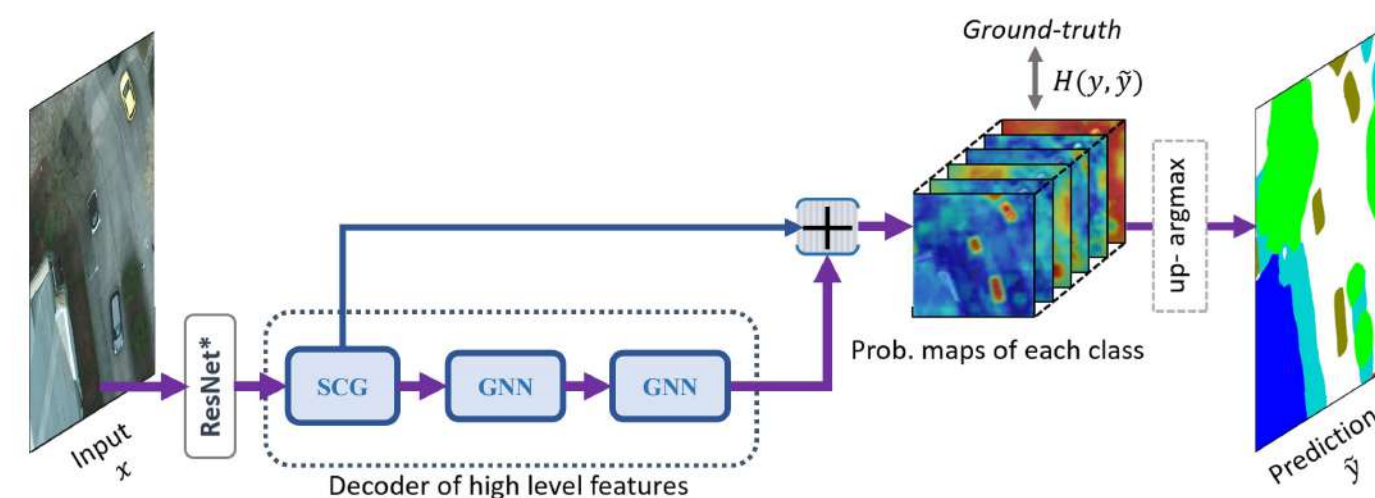 Ground-truth
H(y, ỹ)
+
up- argmax
Prob. maps of each class
ResNet*
SCG
GNN
GNN
Input
x
Decoder of high level features
Prediction
ỹ